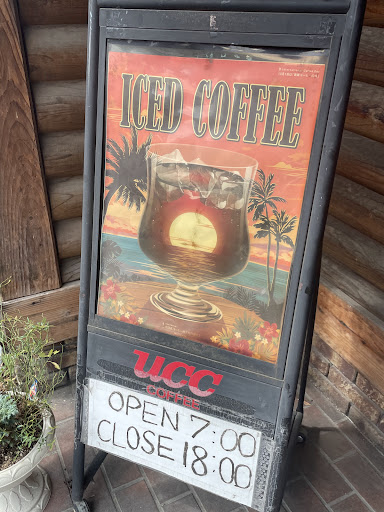 ICED COFFEE
UCC
COFFEE
OPEN 7:00
CLOSE 18:00